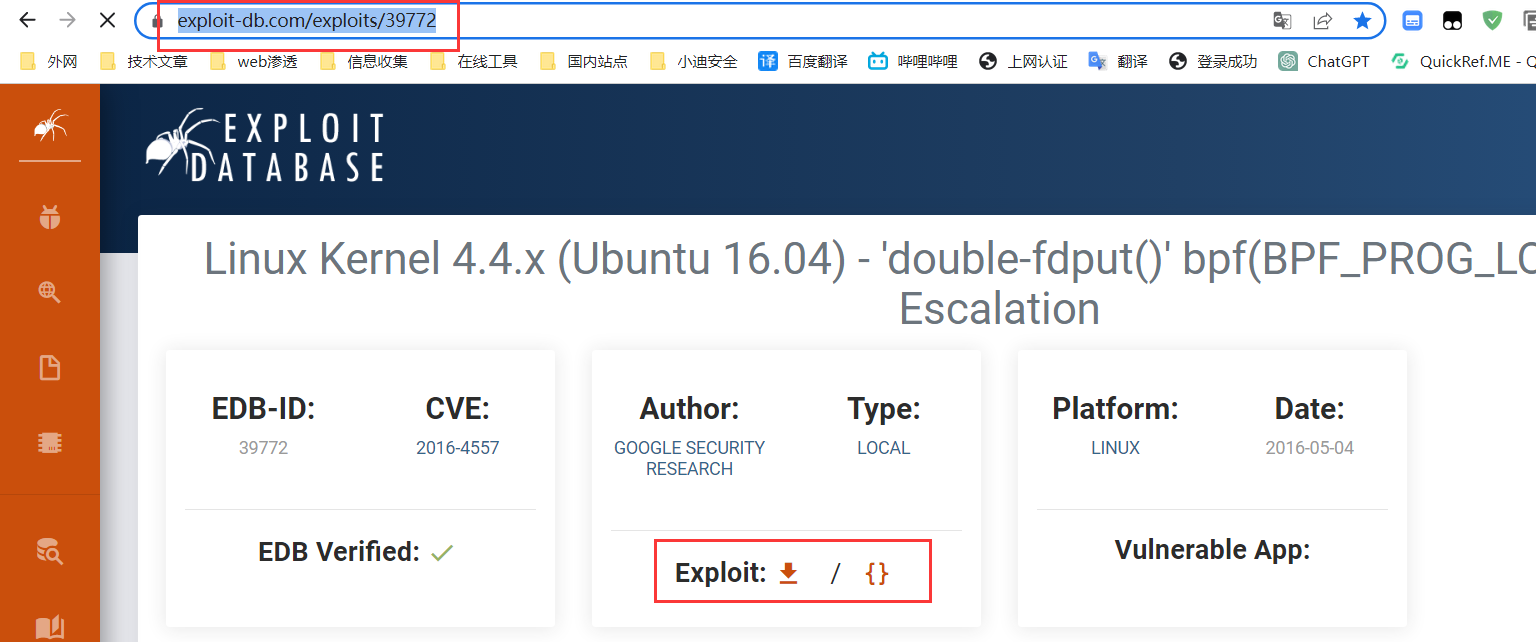 exploit-db.com/exploits/39772
外网 技术文章 web渗透 信息收集 在线工具 国内站点 小迪安全 译 百度翻译 哔哩哔哩 上网认证 翻译 登录成功 ChatGPT QuickRef.ME - Q
EXPLOIT
DATABASE
Linux Kernel 4.4.x (Ubuntu 16.04) - 'double-fdput()' bpf(BPF_PROG_LO
Escalation
EDB-ID: CVE: Author: Type: Platform: Date:
39772 2016-4557 GOOGLE SECURITY LOCAL LINUX 2016-05-04
RESEARCH
EDB Verified: Vulnerable App:
Exploit: / {}